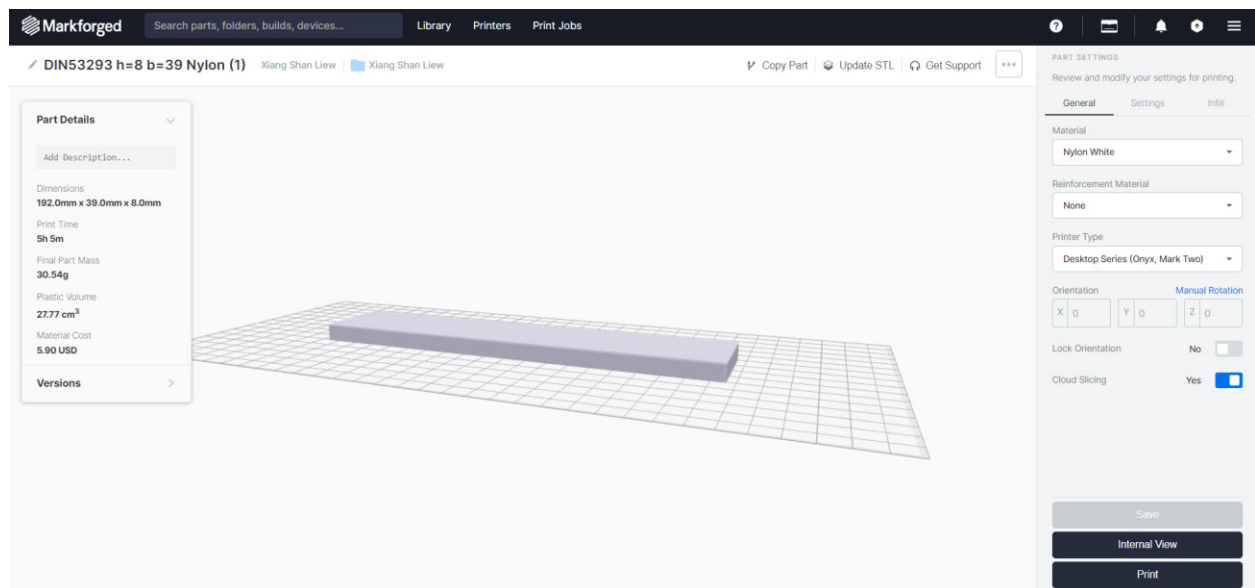 Markforged
Search parts, folders, builds, devices...
Library
Printers
Print Jobs
DIN53293 h=8 b=39 Nylon (1)
Xiang Shan Liew
Xiang Shan Liew
Copy Part
Update STL
Get Support
Part Details
Add Description...
Dimensions
192.0mm x 39.0mm x 8.0mm
Print Time
5h 5m
Final Part Mass
30.54g
Plastic Volume
27.77 cm³
Material Cost
5.90 USD
Versions
PART SETTINGS
Review and modify your settings for printing.
General
Settings
Infill
Material
Nylon White
Reinforcement Material
None
Printer Type
Desktop Series (Onyx, Mark Two)
Orientation
Manual Rotation
X 0
Y 0
Z 0
Lock Orientation
No
Cloud Slicing
Yes
Save
Internal View
Print